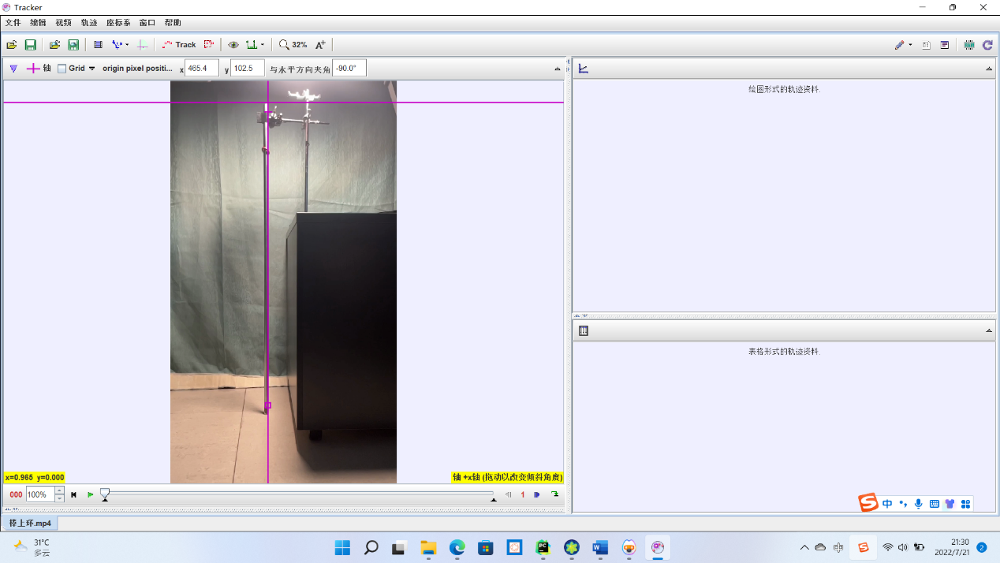 Tracker
文件 编辑 视频 轨迹 座标系 窗口 帮助
Track 32% A+
轴 Grid origin pixel positi... x 465.4 y 102.5 与水平方向夹角 -90.0°
绘图形式的轨迹资料.
表格形式的轨迹资料.
x=0.965 y=0.000 轴 +x轴 (拖动以改变倾斜角度)
000 100% 1
棒上环.mp4
中
31°C
多云
PC
W
中
S
21:30
2022/7/21
2